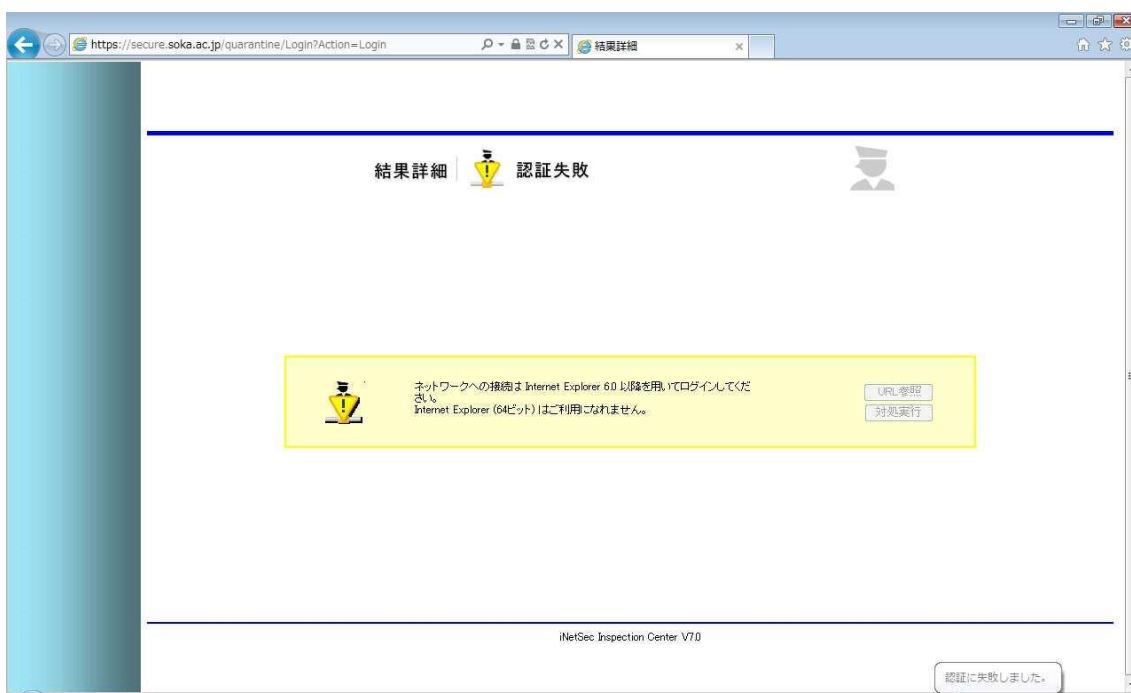 https://secure.soka.ac.jp/quarantine/Login?Action=Login
結果詳細
結果詳細
認証失敗
ネットワークへの接続は Internet Explorer 6.0 以降を用いてログインしてくだ
さい。
Internet Explorer (64ビット) はご利用になれません。
URL参照
対処実行
iNetSec Inspection Center V7.0
認証に失敗しました。